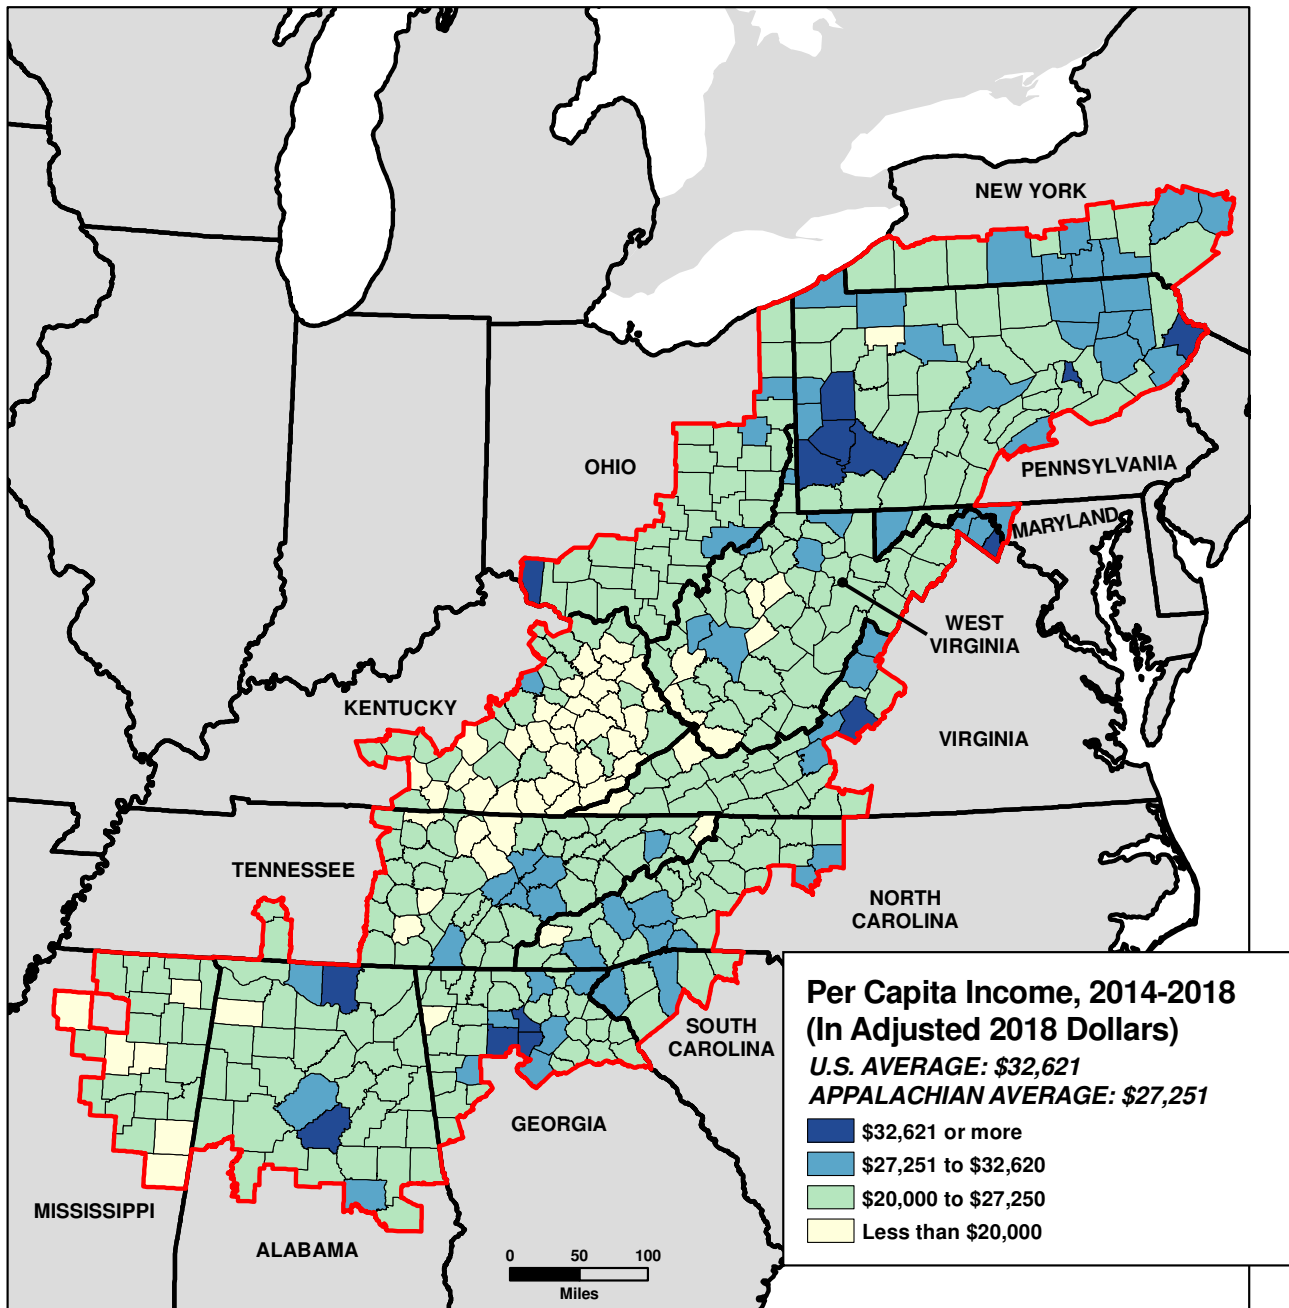 NEW YORK
OHIO
PENNSYLVANIA
MARYLAND
WEST
VIRGINIA
KENTUCKY
VIRGINIA
TENNESSEE
NORTH
CAROLINA
SOUTH
CAROLINA
GEORGIA
MISSISSIPPI
ALABAMA
Per Capita Income, 2014-2018
(In Adjusted 2018 Dollars)
U.S. AVERAGE: $32,621
APPALACHIAN AVERAGE: $27,251
$32,621 or more
$27,251 to $32,620
$20,000 to $27,250
Less than $20,000
0 50 100
Miles